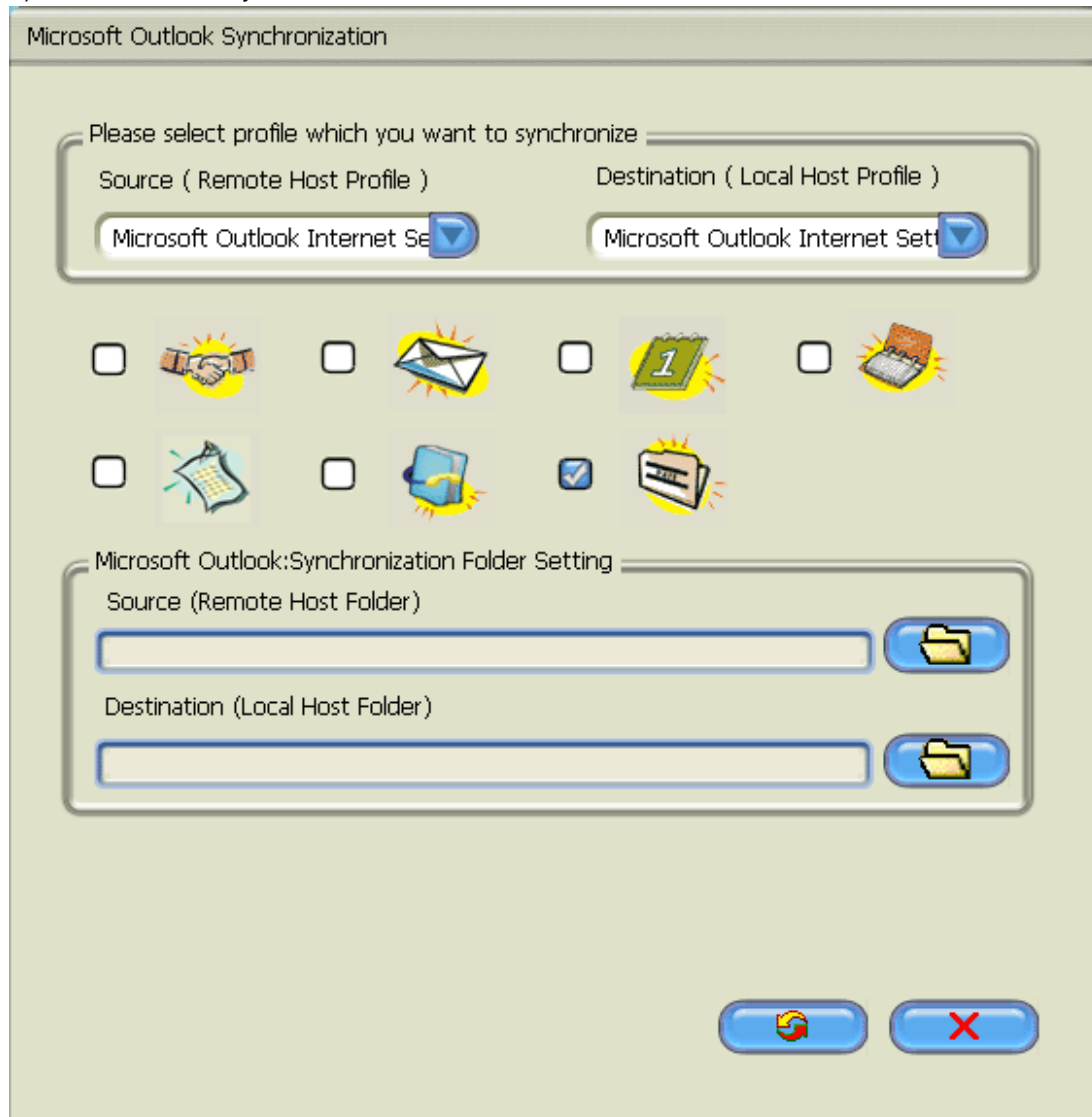 Microsoft Outlook Synchronization
Please select profile which you want to synchronize
Source ( Remote Host Profile )
Destination ( Local Host Profile )
Microsoft Outlook Internet Se
Microsoft Outlook Internet Sett
1
Microsoft Outlook:Synchronization Folder Setting
Source (Remote Host Folder)
Destination (Local Host Folder)